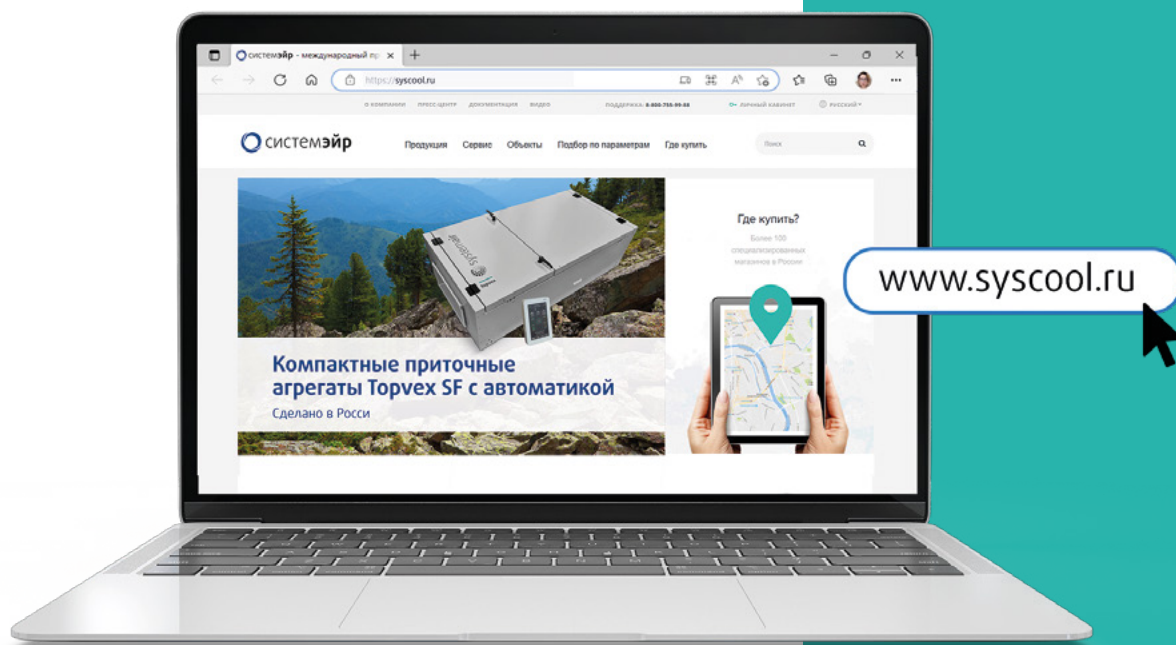 системэйр - международный пр
https://syscool.ru
О КОМПАНИИ ПРЕСС-ЦЕНТР ДОКУМЕНТАЦИЯ ВИДЕО ПОДДЕРЖКА: ЛИЧНЫЙ КАБИНЕТ РУССКИЙ
системэйр
Продукция Сервис Объекты Подбор по параметрам Где купить Поиск
systemair
Где купить?
Более 100
специализированных
магазинов в России
www.syscool.ru
Компактные приточные
агрегаты Topvex SF с автоматикой
Сделано в Росси